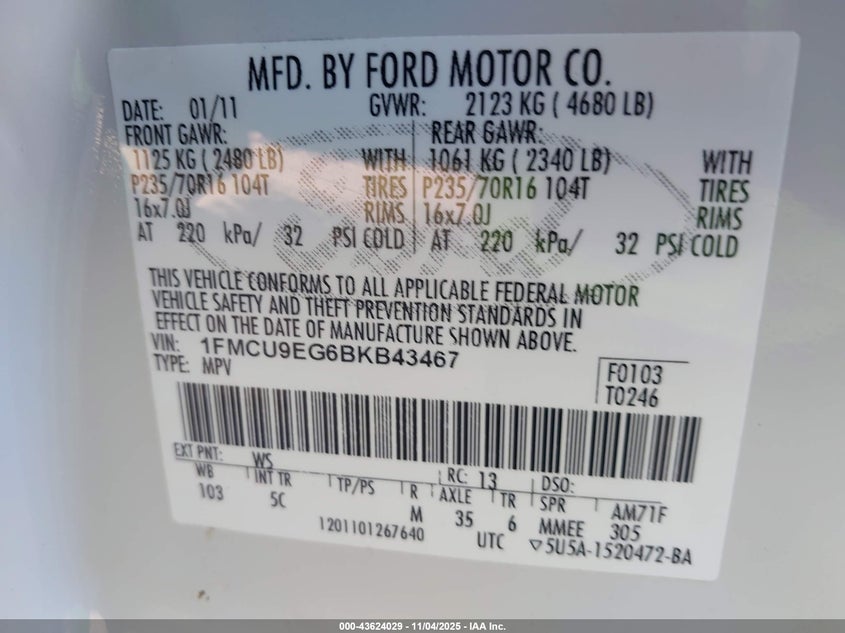 MFD. BY FORD MOTOR CO.
DATE: 01/11 GVWR: 2123 KG ( 4680 LB)
FRONT GAWR: REAR GAWR:
1125 KG ( 2480 LB) WITH 1061 KG ( 2340 LB) WITH
P235/70R16 104T TIRES P235/70R16 104T TIRES
16x7.0J RIMS 16x7.0J RIMS
AT 220 kPa/ 32 PSI COLD AT 220 kPa/ 32 PSI COLD
THIS VEHICLE CONFORMS TO ALL APPLICABLE FEDERAL MOTOR
VEHICLE SAFETY AND THEFT PREVENTION STANDARDS IN
EFFECT ON THE DATE OF MANUFACTURE SHOWN ABOVE.
VIN: 1FMCU9EG6BKB43467
TYPE: MPV
F0103
T0246
EXT PNT: WS RC: 13 DSO:
WB INT TR TP/PS R AXLE TR SPR AM71F
103 5C M 35 6 MMEE 305
1201101267640 UTC ▽5U5A-1520472-BA
000-43624029 - 11/04/2025 - IAA Inc.